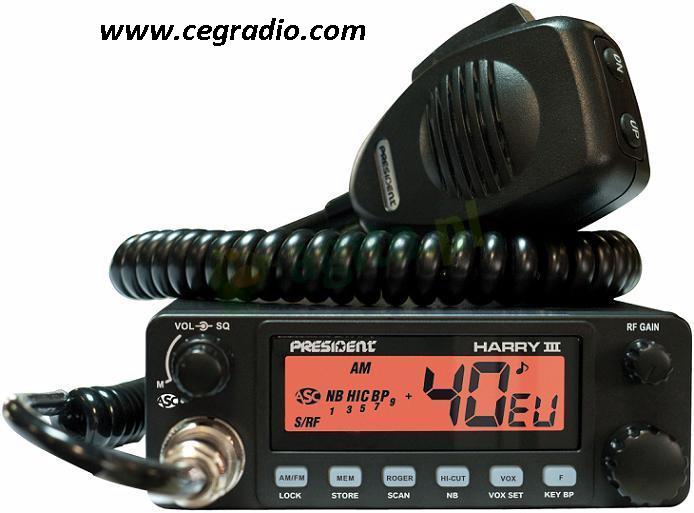 www.cegradio.com
DN
UP
PRESIDENT
VOL SQ
RF GAIN
PRESIDENT
HARRY III
M
ASC
AM
ASC NB HIC BP + 40 EU
1 3 5 7 9
S/RF
AM/FM MEM ROGER HI-CUT VOX F
LOCK STORE SCAN NB VOX SET KEY BP